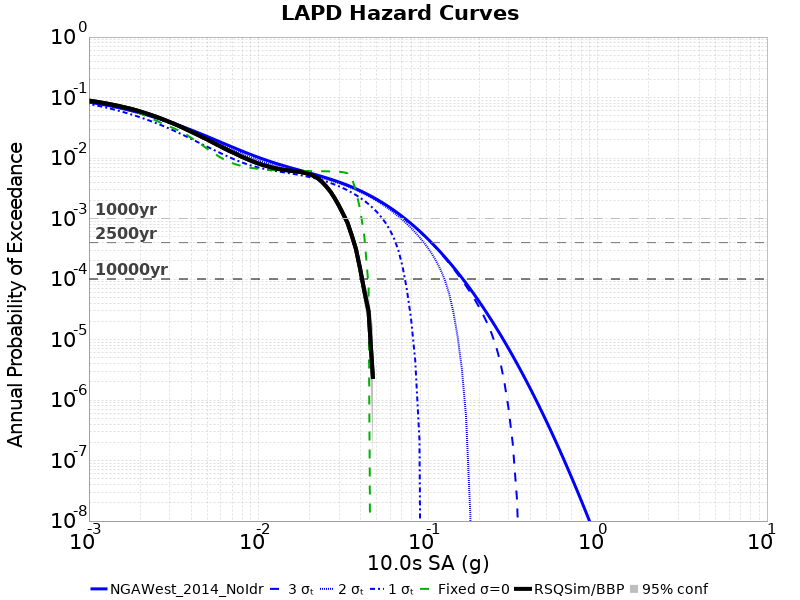 LAPD Hazard Curves
Annual Probability of Exceedance
10^0
10^-1
10^-2
10^-3
10^-4
10^-5
10^-6
10^-7
10^-8
1000yr
2500yr
10000yr
10^-3 10^-2 10^-1 10^0 10^1
10.0s SA (g)
NGAWest_2014_NoIdr 3 σₜ 2 σₜ 1 σₜ Fixed σ=0 RSQSim/BBP 95% conf